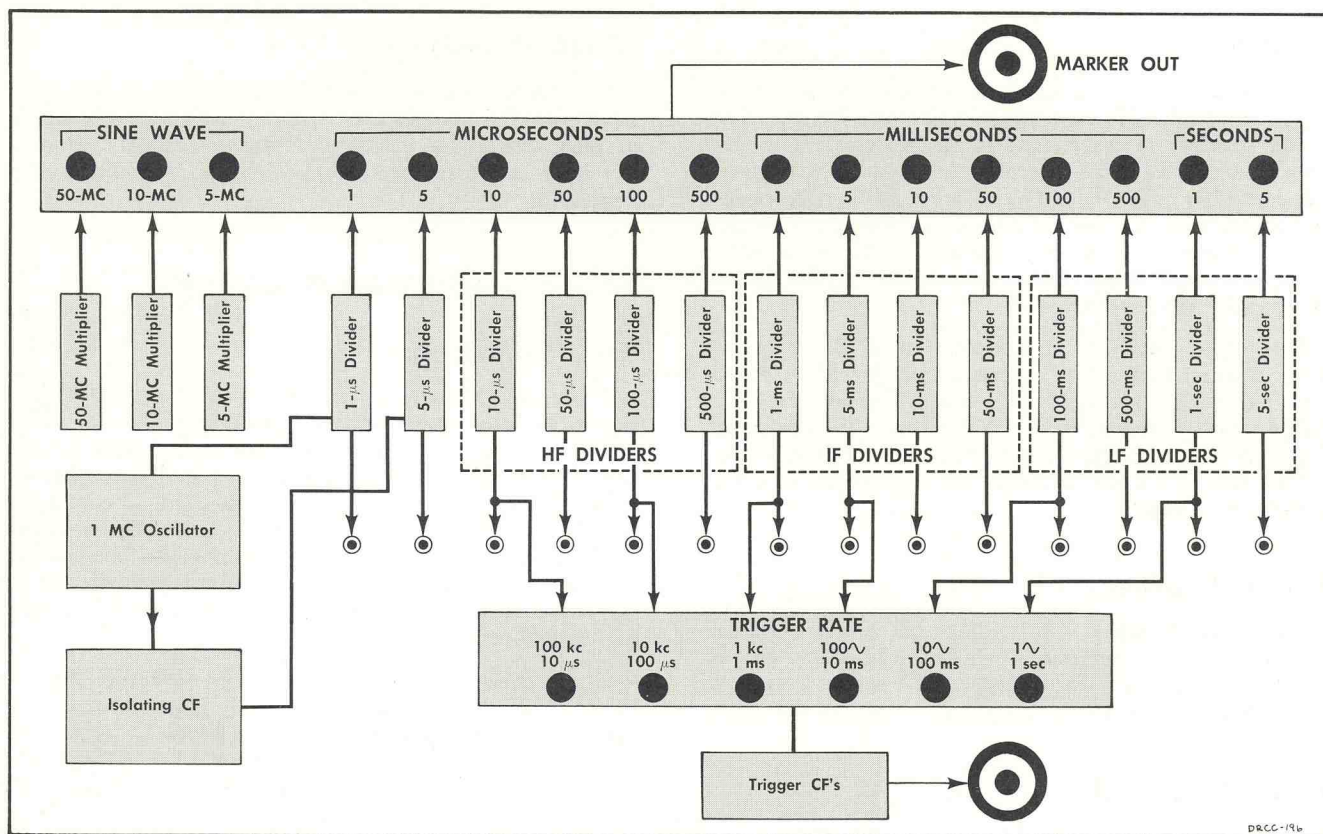 MARKER OUT
SINE WAVE
MICROSECONDS
MILLISECONDS
SECONDS
50-MC
10-MC
5-MC
1
5
10
50
100
500
1
5
10
50
100
500
1
5
50-MC Multiplier
10-MC Multiplier
5-MC Multiplier
1-μs Divider
5-μs Divider
10-μs Divider
50-μs Divider
100-μs Divider
500-μs Divider
1-ms Divider
5-ms Divider
10-ms Divider
50-ms Divider
100-ms Divider
500-ms Divider
1-sec Divider
5-sec Divider
HF DIVIDERS
IF DIVIDERS
LF DIVIDERS
1 MC Oscillator
Isolating CF
TRIGGER RATE
100 kc
10 μs
10 kc
100 μs
1 kc
1 ms
100∿
10 ms
10∿
100 ms
1∿
1 sec
Trigger CF's
DRCC-196